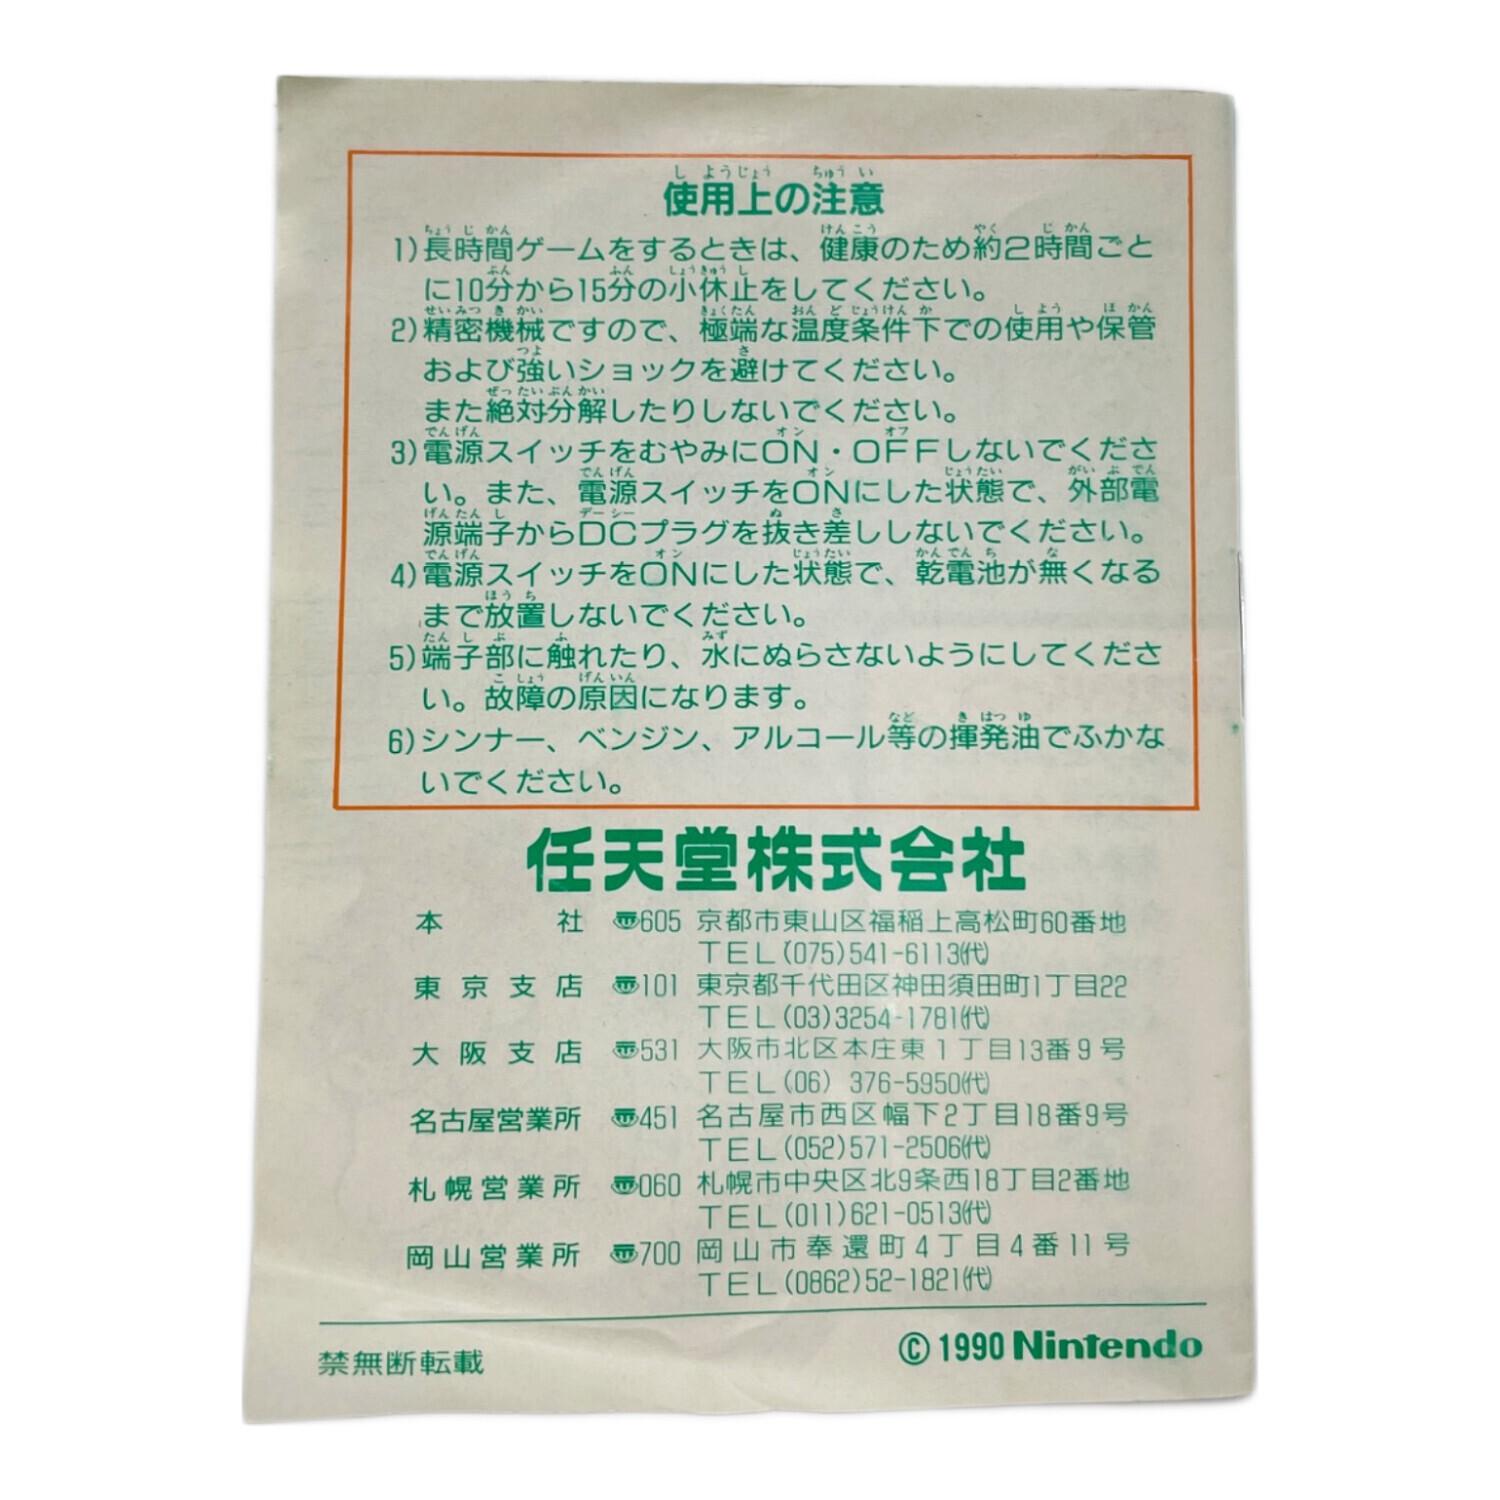 使用上の注意
1)長時間ゲームをするときは、健康のため約2時間ごと
に10分から15分の小休止をしてください。
2)精密機械ですので、極端な温度条件下での使用や保管
および強いショックを避けてください。
また絶対分解したりしないでください。
3)電源スイッチをむやみにON・OFFしないでくださ
い。また、電源スイッチをONにした状態で、外部電
源端子からDCプラグを抜き差ししないでください。
4)電源スイッチをONにした状態で、乾電池が無くなる
まで放置しないでください。
5)端子部に触れたり、水にぬらさないようにしてくださ
い。故障の原因になります。
6)シンナー、ベンジン、アルコール等の揮発油でふかな
いでください。
任天堂株式会社
本社 〠605 京都市東山区福稲上高松町60番地
TEL(075)541-6113㈹
東京支店 〠101 東京都千代田区神田須田町1丁目22
TEL(03)3254-1781㈹
大阪支店 〠531 大阪市北区本庄東1丁目13番9号
TEL(06) 376-5950㈹
名古屋営業所 〠451 名古屋市西区幅下2丁目18番9号
TEL(052)571-2506㈹
札幌営業所 〠060 札幌市中央区北9条西18丁目2番地
TEL(011)621-0513㈹
岡山営業所 〠700 岡山市奉還町4丁目4番11号
TEL(0862)52-1821㈹
禁無断転載
© 1990 Nintendo